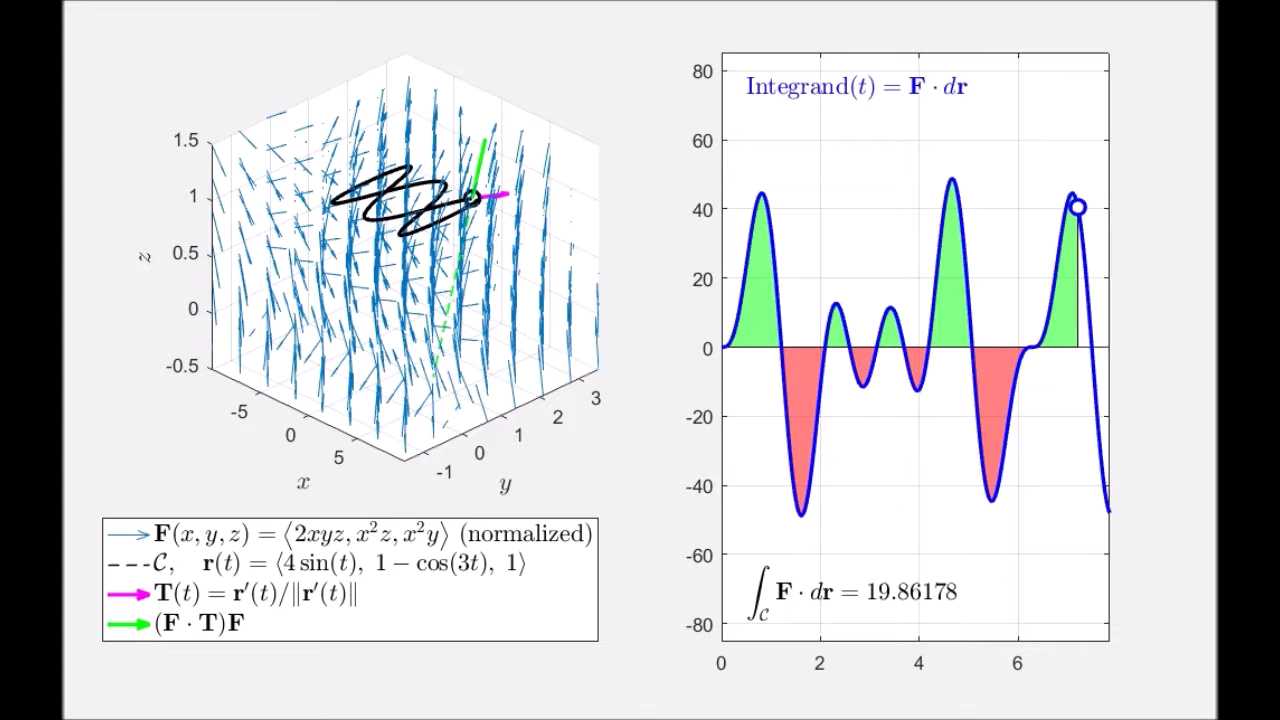 1.5
1
0.5
0
-0.5
z
-5
0
5
x
-1
0
1
2
3
y
F(x, y, z) = ⟨2xyz, x²z, x²y⟩ (normalized)
C, r(t) = ⟨4 sin(t), 1 − cos(3t), 1⟩
T(t) = r′(t)/‖r′(t)‖
(F · T)F
80
60
40
20
0
-20
-40
-60
-80
Integrand(t) = F · dr
∫_C F · dr = 19.86178
0 2 4 6